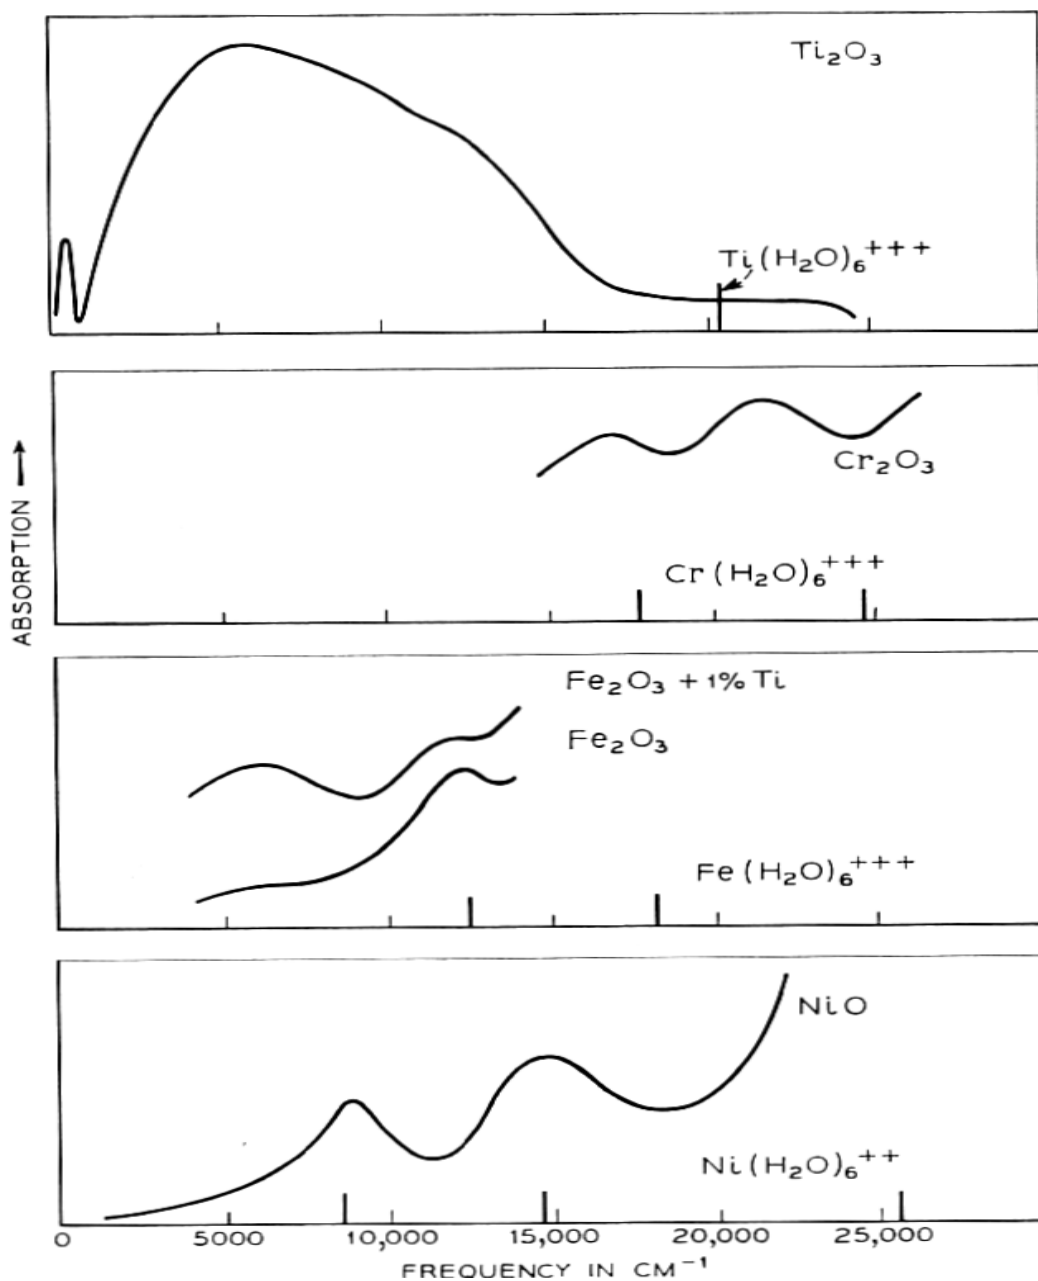 Ti₂O₃
Ti(H₂O)₆+++
Cr₂O₃
Cr(H₂O)₆+++
ABSORPTION →
Fe₂O₃ + 1% Ti
Fe₂O₃
Fe(H₂O)₆+++
NiO
Ni(H₂O)₆++
0 5000 10,000 15,000 20,000 25,000
FREQUENCY IN CM⁻¹